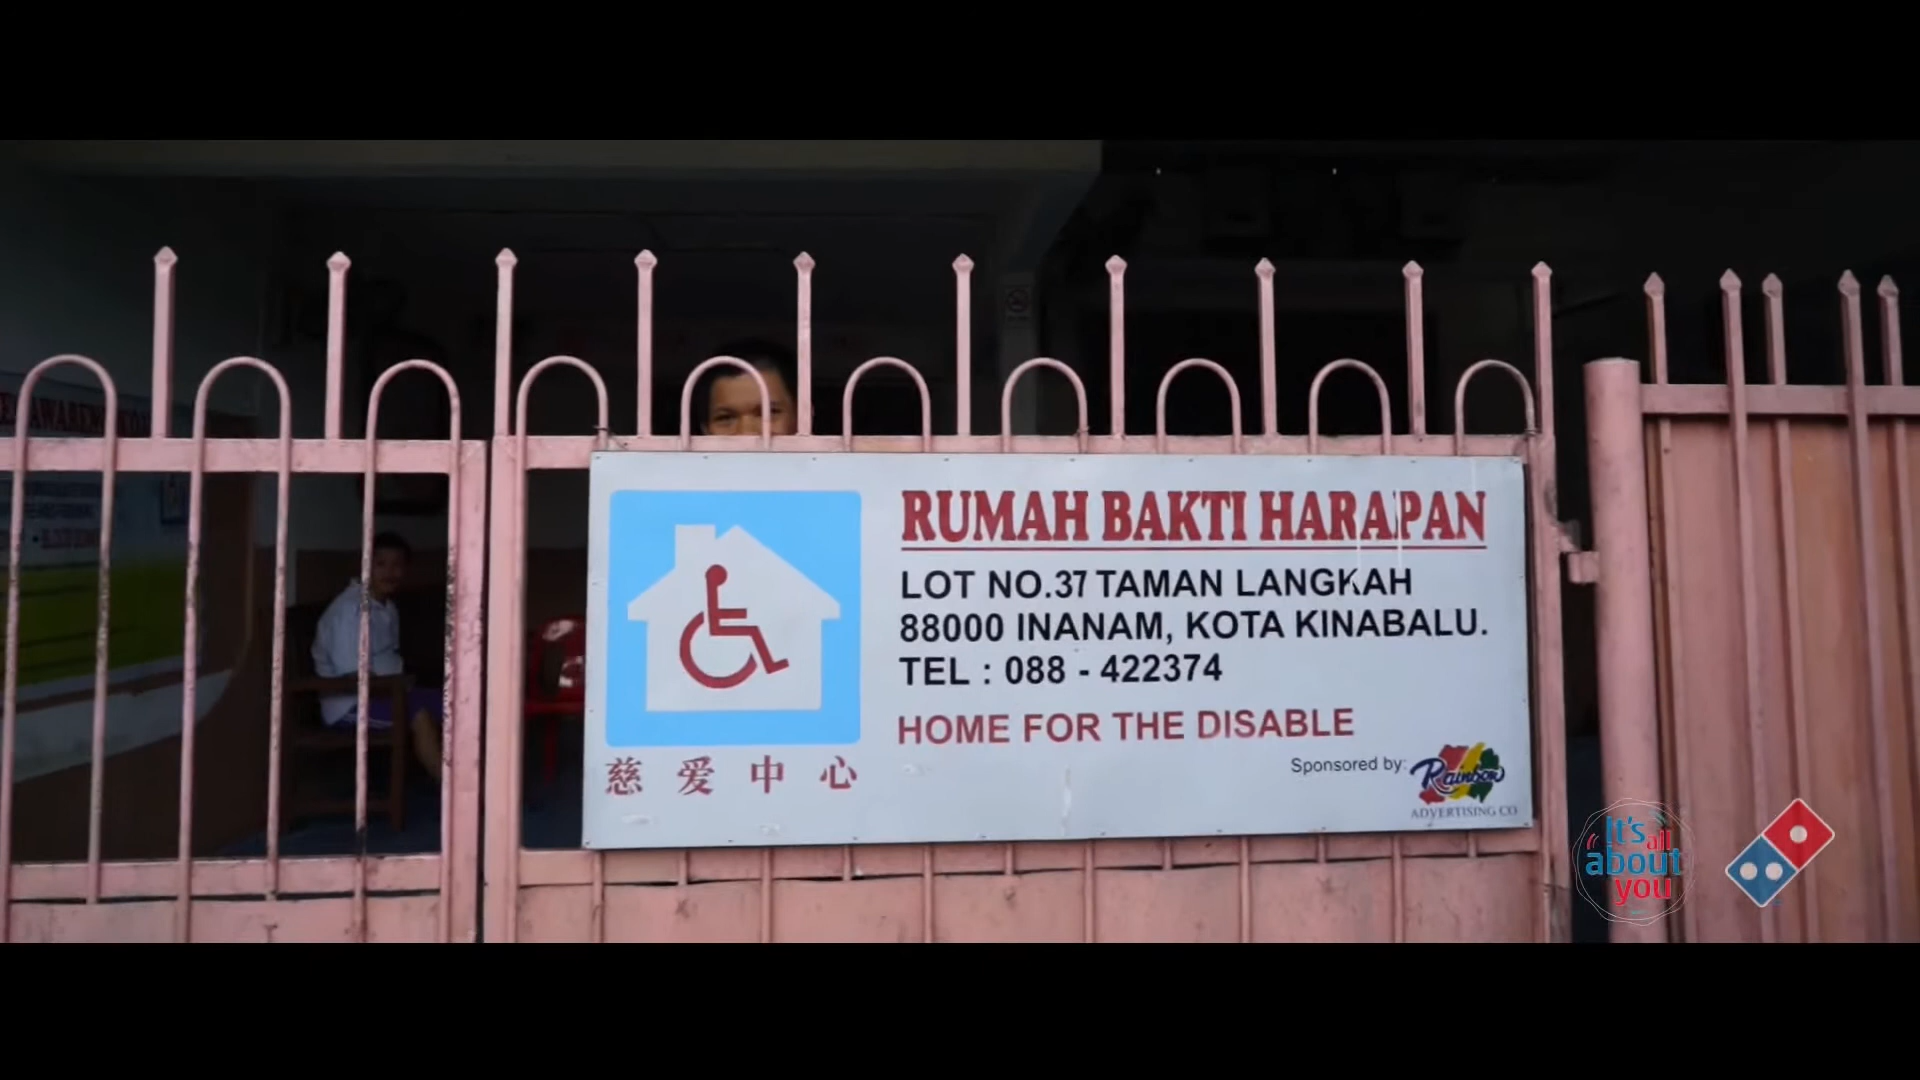 RUMAH BAKTI HARAPAN
LOT NO.37 TAMAN LANGKAH
88000 INANAM, KOTA KINABALU.
TEL : 088 - 422374
HOME FOR THE DISABLE
慈爱中心
Sponsored by:
Rainbow
ADVERTISING CO
It's all
about
you